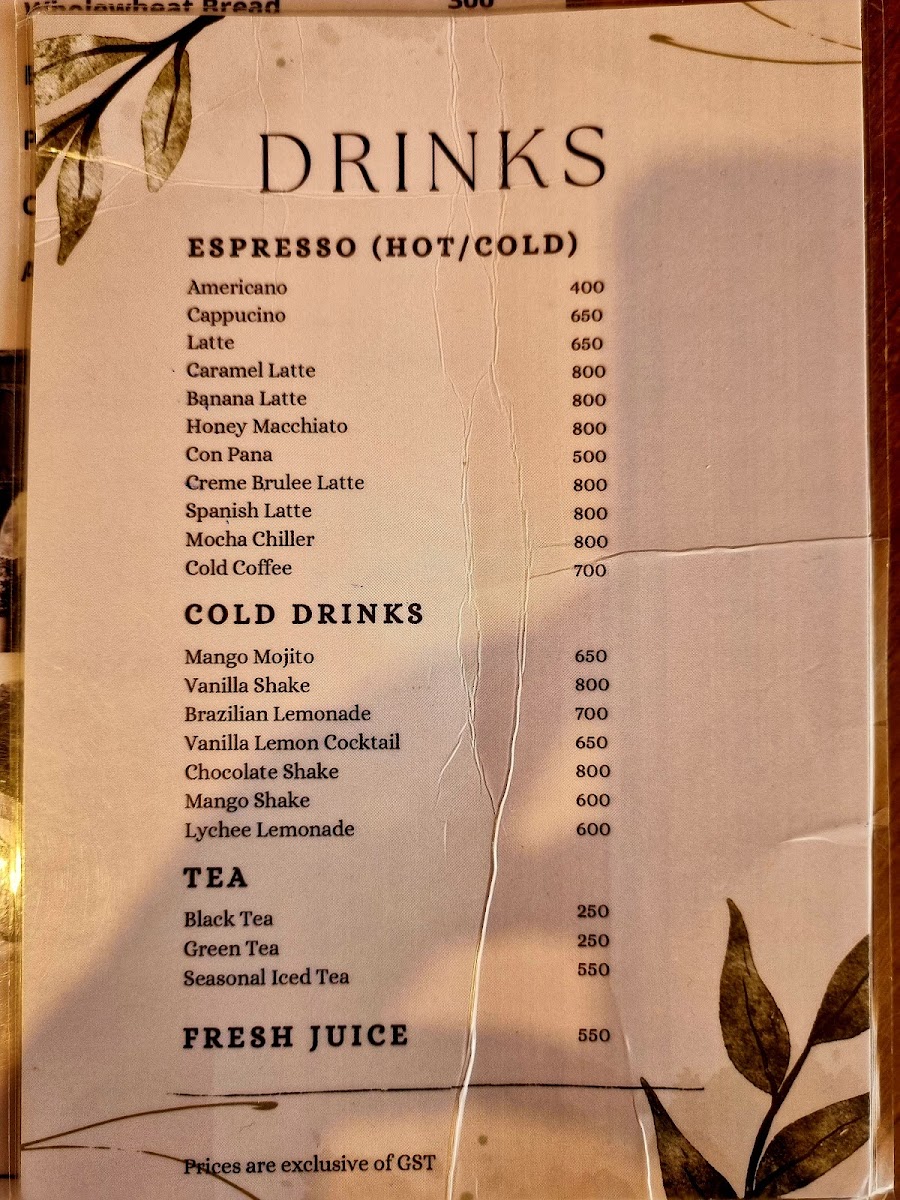 Wholewheat Bread 300
DRINKS
ESPRESSO (HOT/COLD)
Americano 400
Cappucino 650
Latte 650
Caramel Latte 800
Banana Latte 800
Honey Macchiato 800
Con Pana 500
Creme Brulee Latte 800
Spanish Latte 800
Mocha Chiller 800
Cold Coffee 700
COLD DRINKS
Mango Mojito 650
Vanilla Shake 800
Brazilian Lemonade 700
Vanilla Lemon Cocktail 650
Chocolate Shake 800
Mango Shake 600
Lychee Lemonade 600
TEA
Black Tea 250
Green Tea 250
Seasonal Iced Tea 550
FRESH JUICE 550
Prices are exclusive of GST